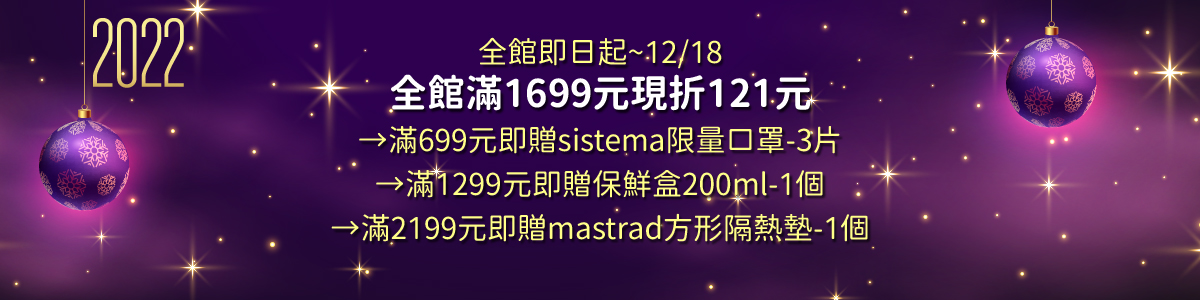 2022
全館即日起~12/18
全館滿1699元現折121元
→滿699元即贈sistema限量口罩-3片
→滿1299元即贈保鮮盒200ml-1個
→滿2199元即贈mastrad方形隔熱墊-1個